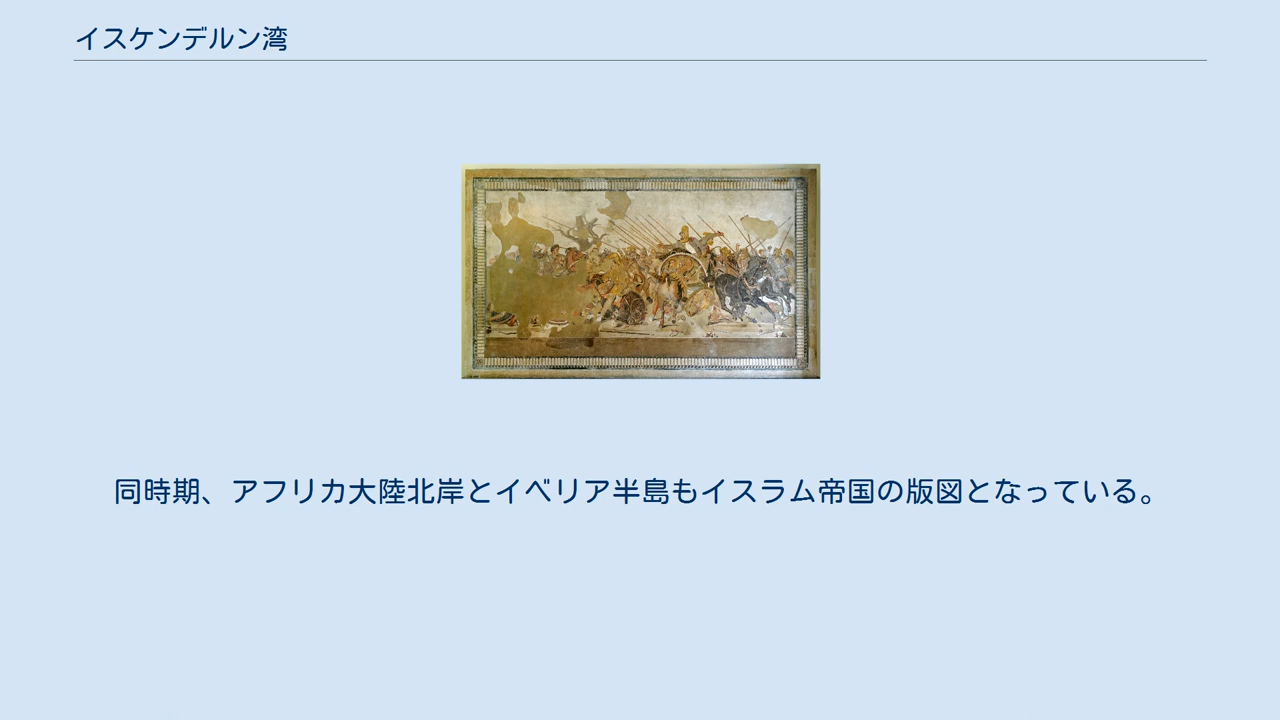 イスケンデルン湾
同時期、アフリカ大陸北岸とイベリア半島もイスラム帝国の版図となっている。